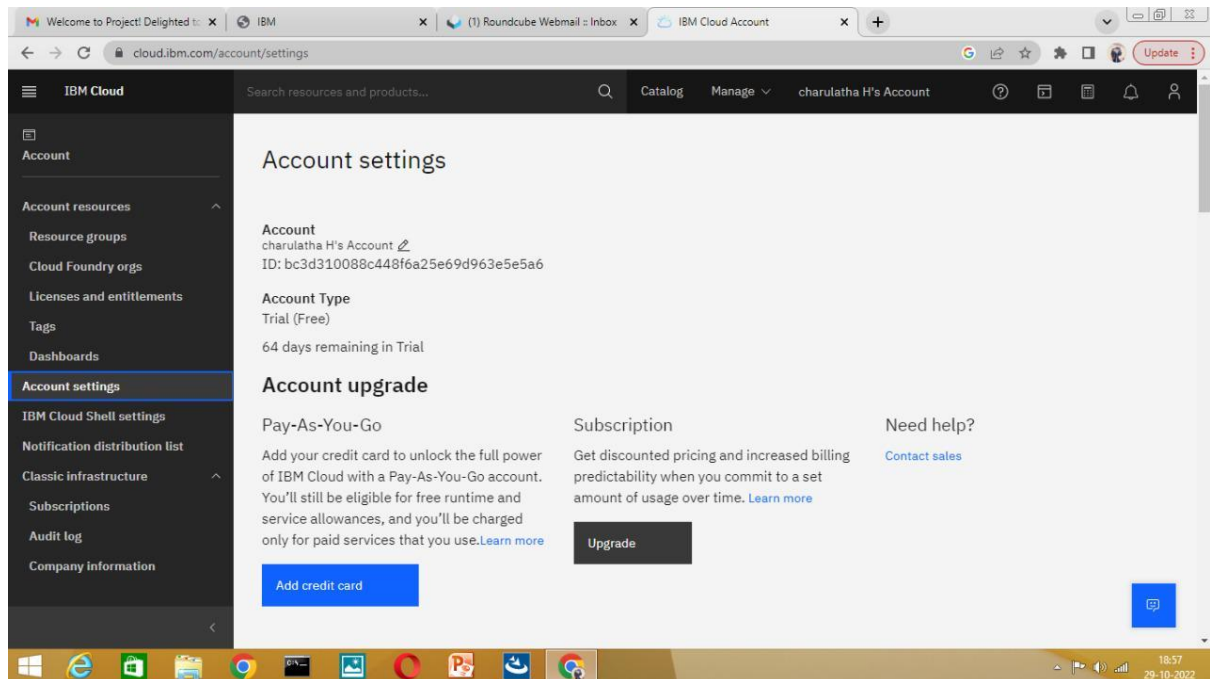 Welcome to Project! Delighted to
IBM
(1) Roundcube Webmail :: Inbox
IBM Cloud Account
cloud.ibm.com/account/settings
Update
IBM Cloud
Search resources and products...
Catalog
Manage
charulatha H's Account
Account
Account resources
Resource groups
Cloud Foundry orgs
Licenses and entitlements
Tags
Dashboards
Account settings
IBM Cloud Shell settings
Notification distribution list
Classic infrastructure
Subscriptions
Audit log
Company information
Account settings
Account
charulatha H's Account
ID: bc3d310088c448f6a25e69d963e5e5a6
Account Type
Trial (Free)
64 days remaining in Trial
Account upgrade
Pay-As-You-Go
Add your credit card to unlock the full power
of IBM Cloud with a Pay-As-You-Go account.
You'll still be eligible for free runtime and
service allowances, and you'll be charged
only for paid services that you use.Learn more
Add credit card
Subscription
Get discounted pricing and increased billing
predictability when you commit to a set
amount of usage over time. Learn more
Upgrade
Need help?
Contact sales
18:57
29-10-2022